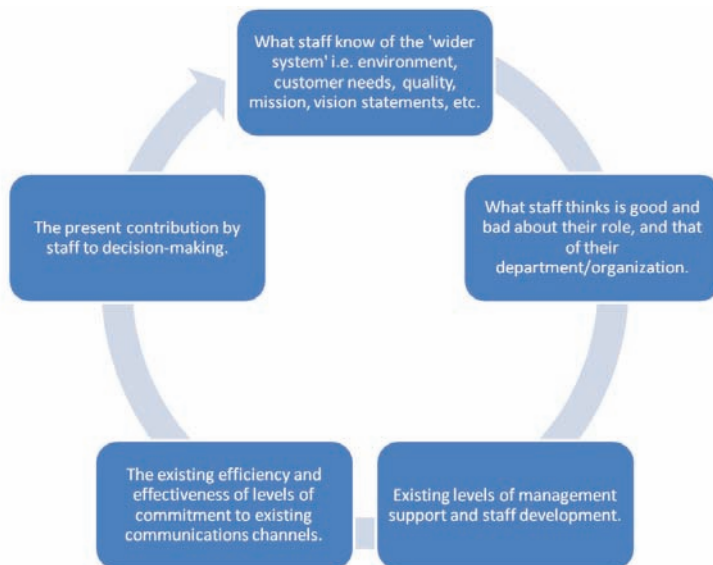 What staff know of the 'wider
system' i.e. environment,
customer needs, quality,
mission, vision statements, etc.
What staff thinks is good and
bad about their role, and that
of their
department/organization.
Existing levels of management
support and staff development.
The existing efficiency and
effectiveness of levels of
commitment to existing
communications channels.
The present contribution by
staff to decision-making.